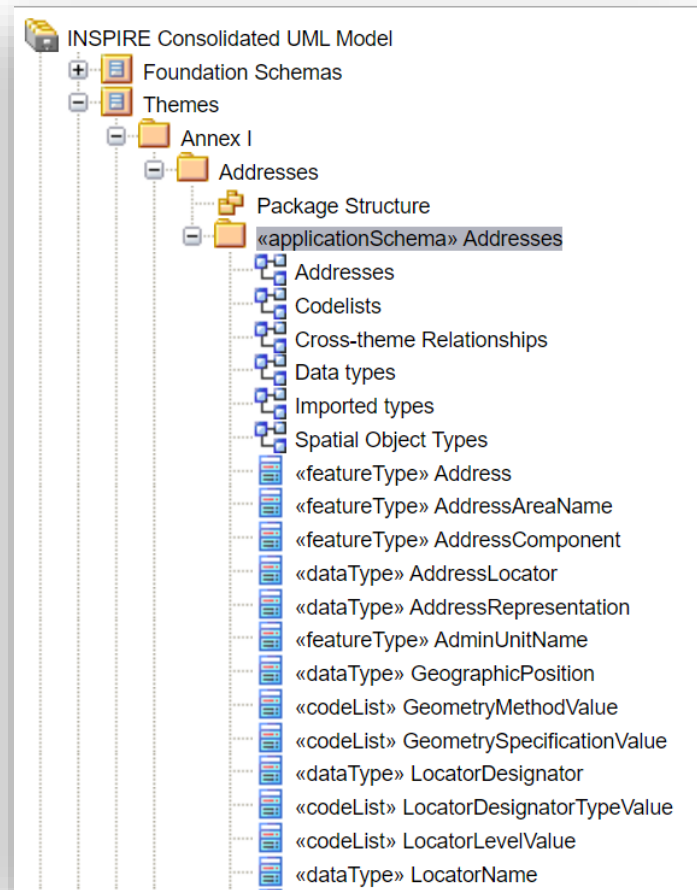 INSPIRE Consolidated UML Model
Foundation Schemas
Themes
Annex I
Addresses
Package Structure
«applicationSchema» Addresses
Addresses
Codelists
Cross-theme Relationships
Data types
Imported types
Spatial Object Types
«featureType» Address
«featureType» AddressAreaName
«featureType» AddressComponent
«dataType» AddressLocator
«dataType» AddressRepresentation
«featureType» AdminUnitName
«dataType» GeographicPosition
«codeList» GeometryMethodValue
«codeList» GeometrySpecificationValue
«dataType» LocatorDesignator
«codeList» LocatorDesignatorTypeValue
«codeList» LocatorLevelValue
«dataType» LocatorName